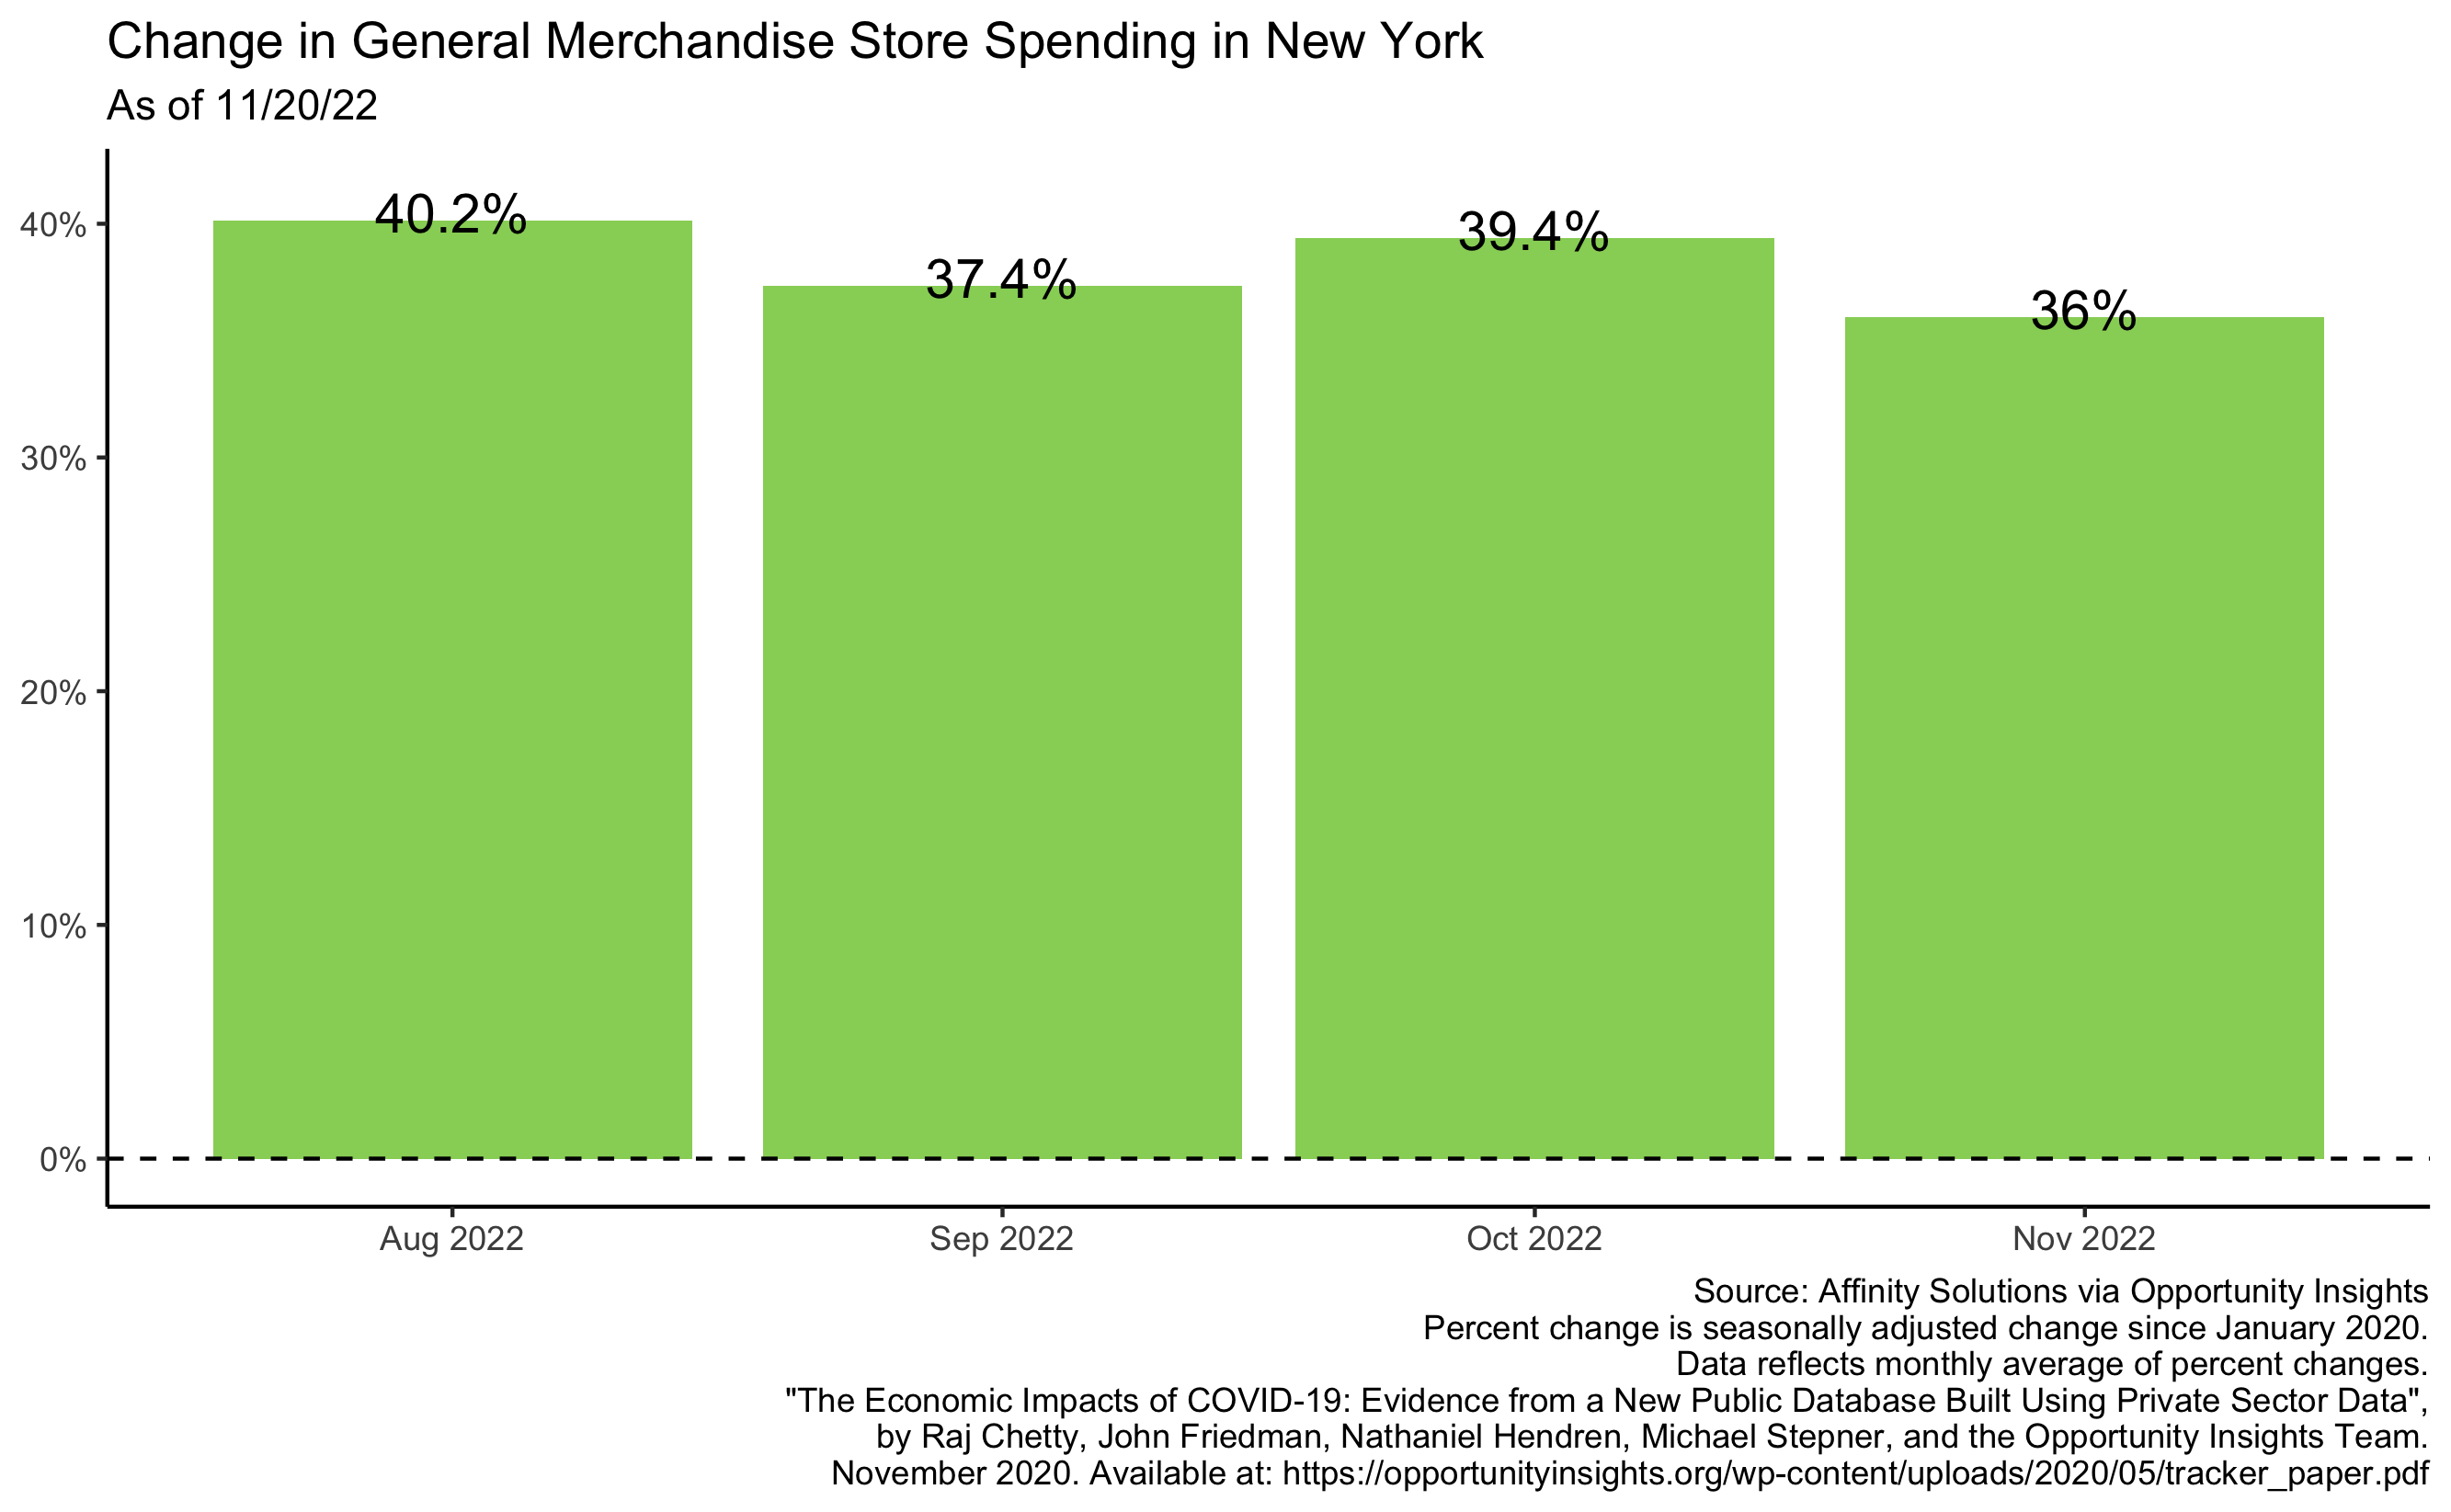 Change in General Merchandise Store Spending in New York
As of 11/20/22
40.2%
37.4%
39.4%
36%
40%
30%
20%
10%
0%
Aug 2022
Sep 2022
Oct 2022
Nov 2022
Source: Affinity Solutions via Opportunity Insights
Percent change is seasonally adjusted change since January 2020.
Data reflects monthly average of percent changes.
"The Economic Impacts of COVID-19: Evidence from a New Public Database Built Using Private Sector Data",
by Raj Chetty, John Friedman, Nathaniel Hendren, Michael Stepner, and the Opportunity Insights Team.
November 2020. Available at: https://opportunityinsights.org/wp-content/uploads/2020/05/tracker_paper.pdf